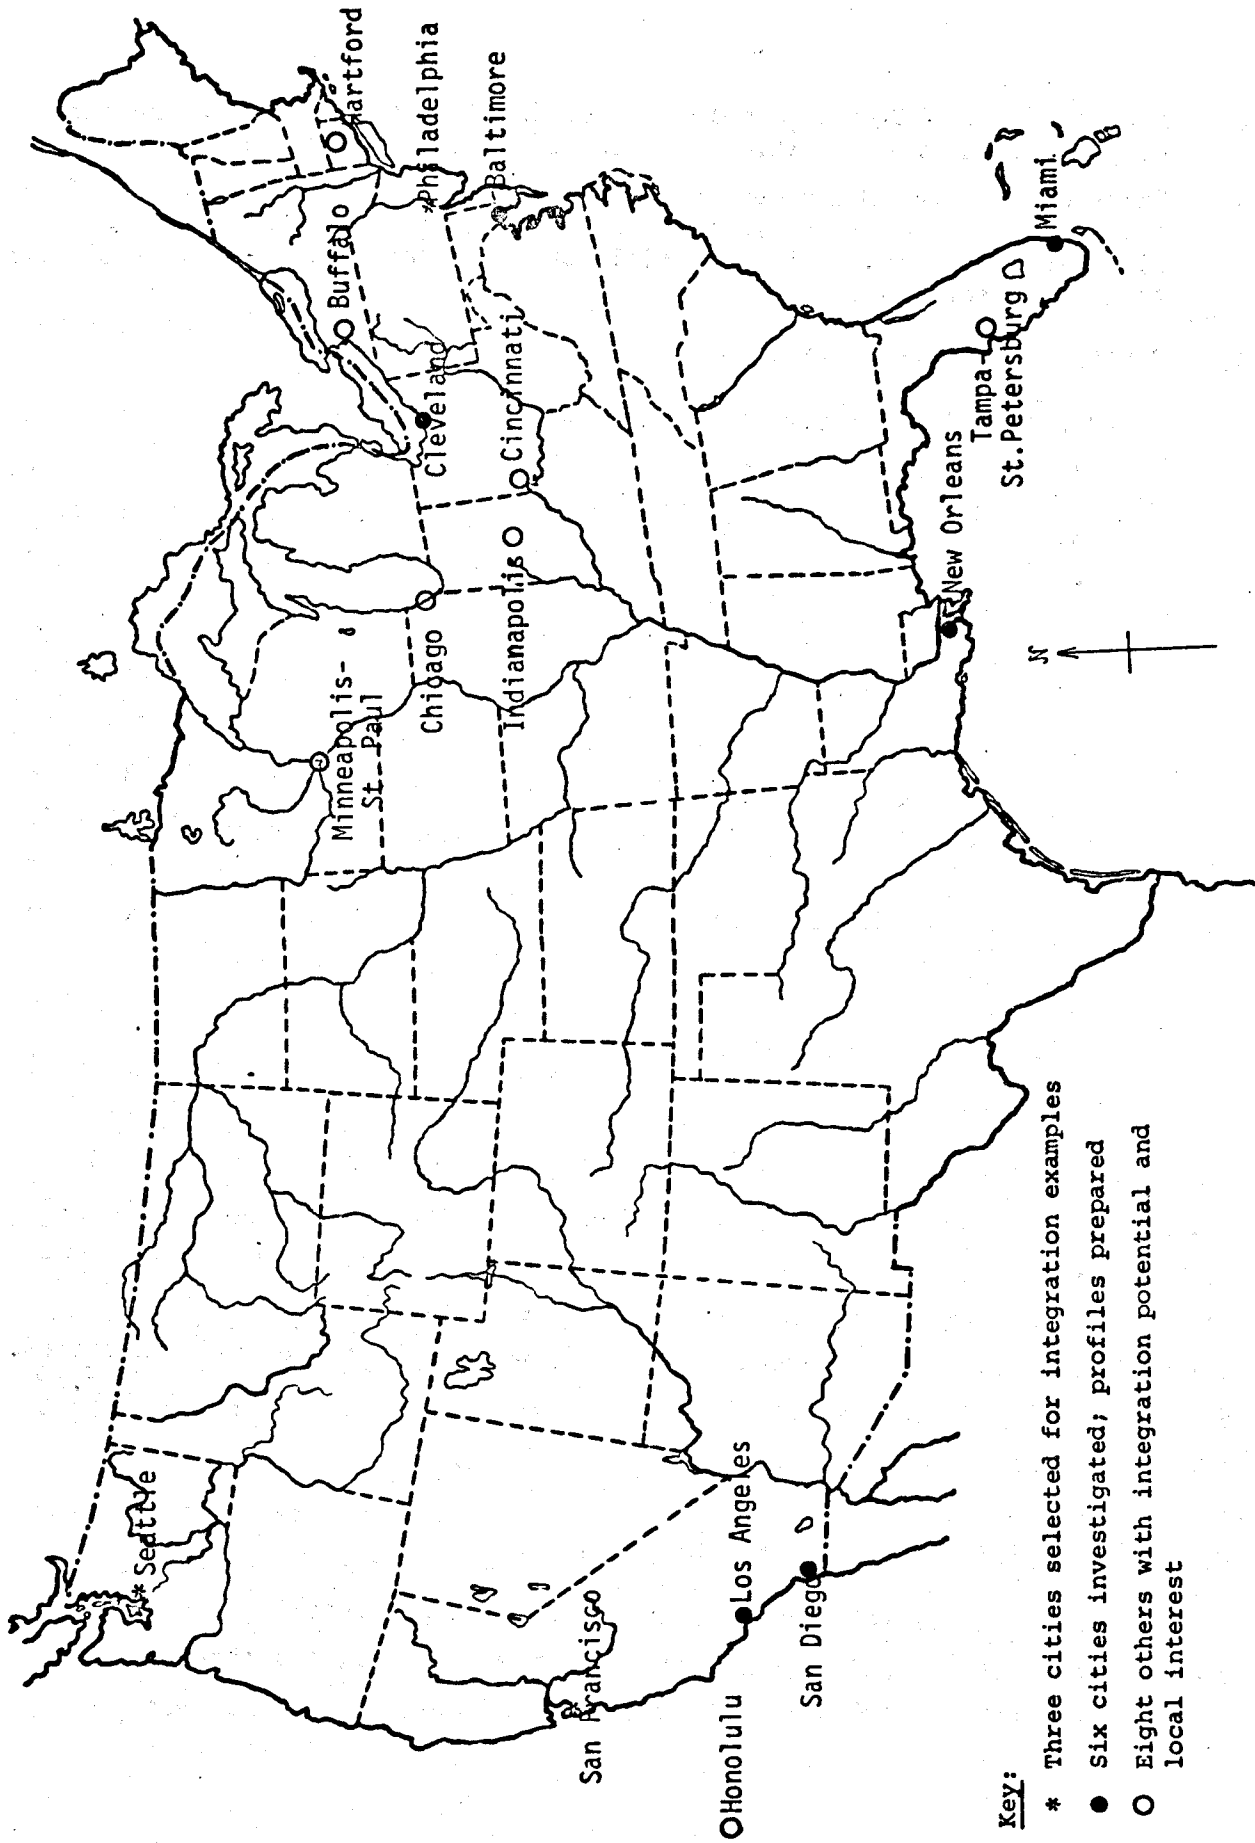 Seattle
Minneapolis-
St. Paul
Buffalo
Hartford
Chicago
Cleveland
Philadelphia
Indianapolis
Cincinnati
Baltimore
San Francisco
Los Angeles
San Diego
Honolulu
New Orleans
Tampa-
St.Petersburg
Miami
N
Key:
* Three cities selected for integration examples
● Six cities investigated; profiles prepared
○ Eight others with integration potential and
local interest